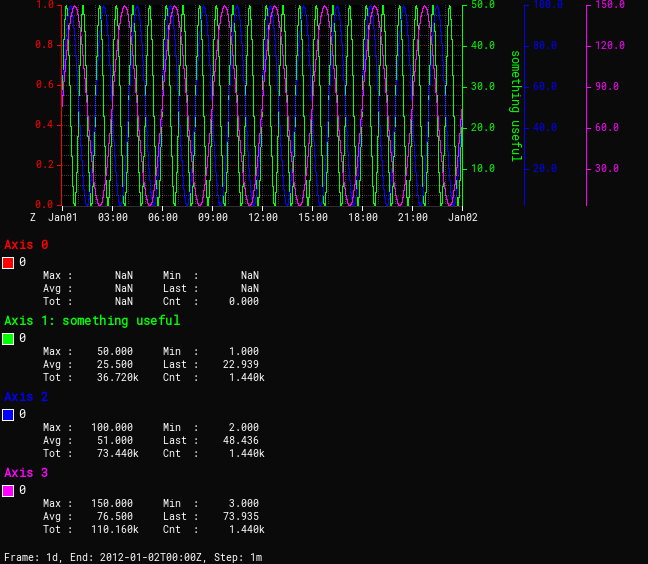 1.0 50.0 100.0 150.0
0.8 40.0 80.0 120.0
0.6 30.0 60.0 90.0
0.4 20.0 40.0 60.0
0.2 10.0 20.0 30.0
0.0
something useful
Z Jan01 03:00 06:00 09:00 12:00 15:00 18:00 21:00 Jan02
Axis 0
0
Max : NaN Min : NaN
Avg : NaN Last : NaN
Tot : NaN Cnt : 0.000
Axis 1: something useful
0
Max : 50.000 Min : 1.000
Avg : 25.500 Last : 22.939
Tot : 36.720k Cnt : 1.440k
Axis 2
0
Max : 100.000 Min : 2.000
Avg : 51.000 Last : 48.436
Tot : 73.440k Cnt : 1.440k
Axis 3
0
Max : 150.000 Min : 3.000
Avg : 76.500 Last : 73.935
Tot : 110.160k Cnt : 1.440k
Frame: 1d, End: 2012-01-02T00:00Z, Step: 1m